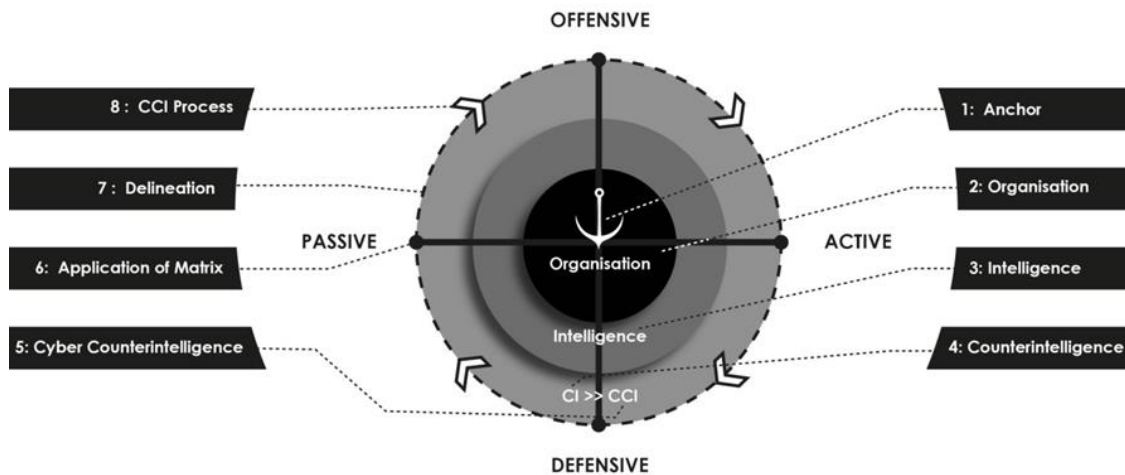 OFFENSIVE
8 : CCI Process
1: Anchor
7 : Delineation
2: Organisation
PASSIVE
ACTIVE
Organisation
6: Application of Matrix
3: Intelligence
Intelligence
5: Cyber Counterintelligence
4: Counterintelligence
CI >> CCI
DEFENSIVE